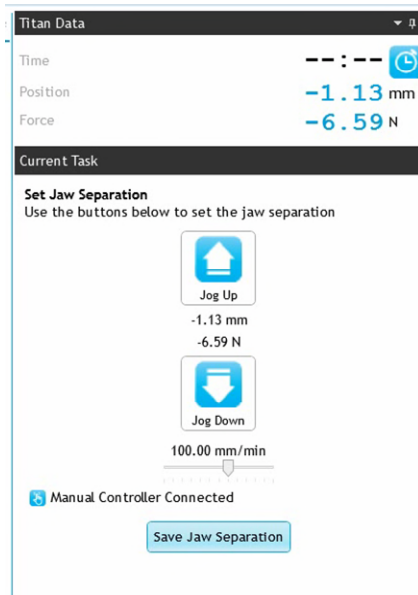 Titan Data
Time --:--
Position -1.13 mm
Force -6.59 N
Current Task
Set Jaw Separation
Use the buttons below to set the jaw separation
Jog Up
-1.13 mm
-6.59 N
Jog Down
100.00 mm/min
Manual Controller Connected
Save Jaw Separation